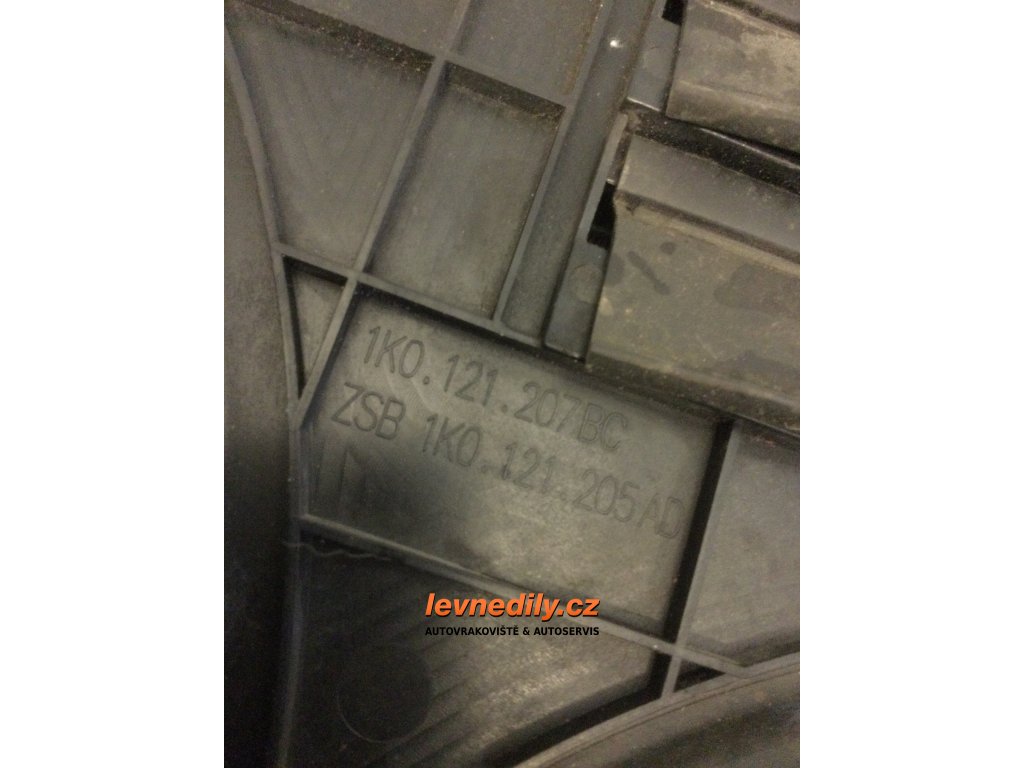 1K0.121.207BC
ZSB 1K0.121.205AD
levnedily.cz
AUTOVRAKOVIŠTĚ & AUTOSERVIS